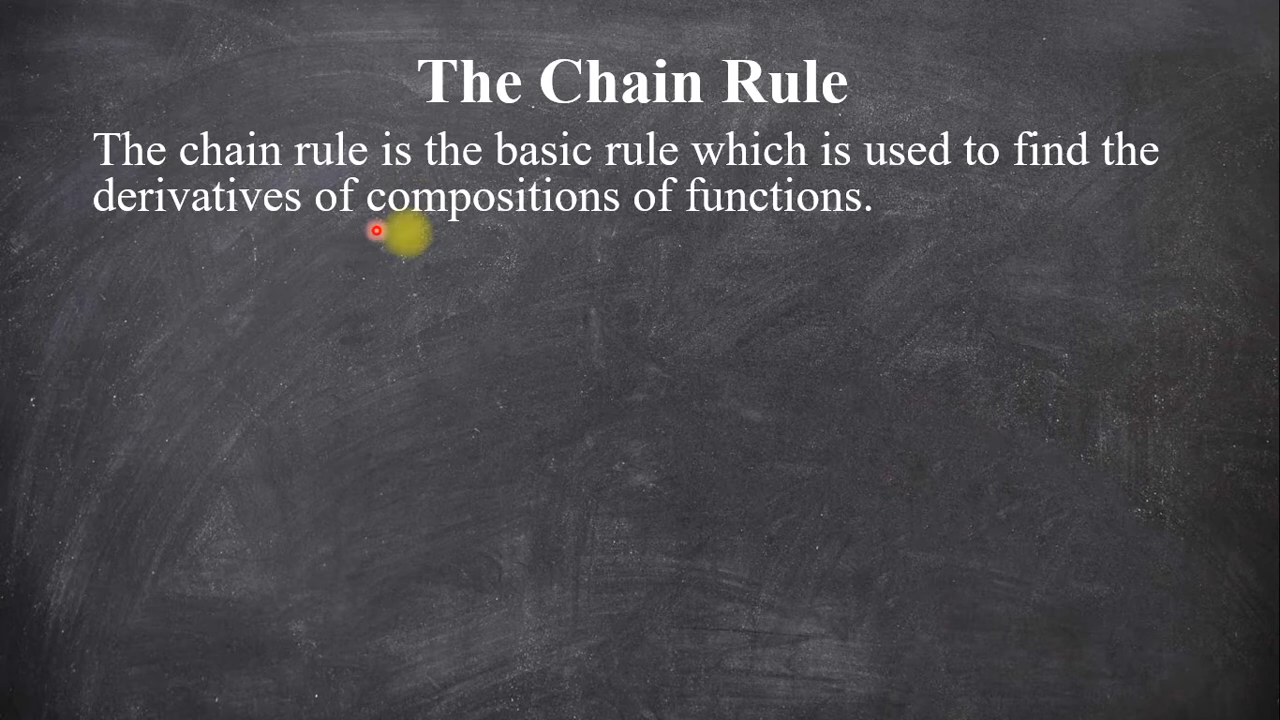 The Chain Rule
The chain rule is the basic rule which is used to find the
derivatives of compositions of functions.